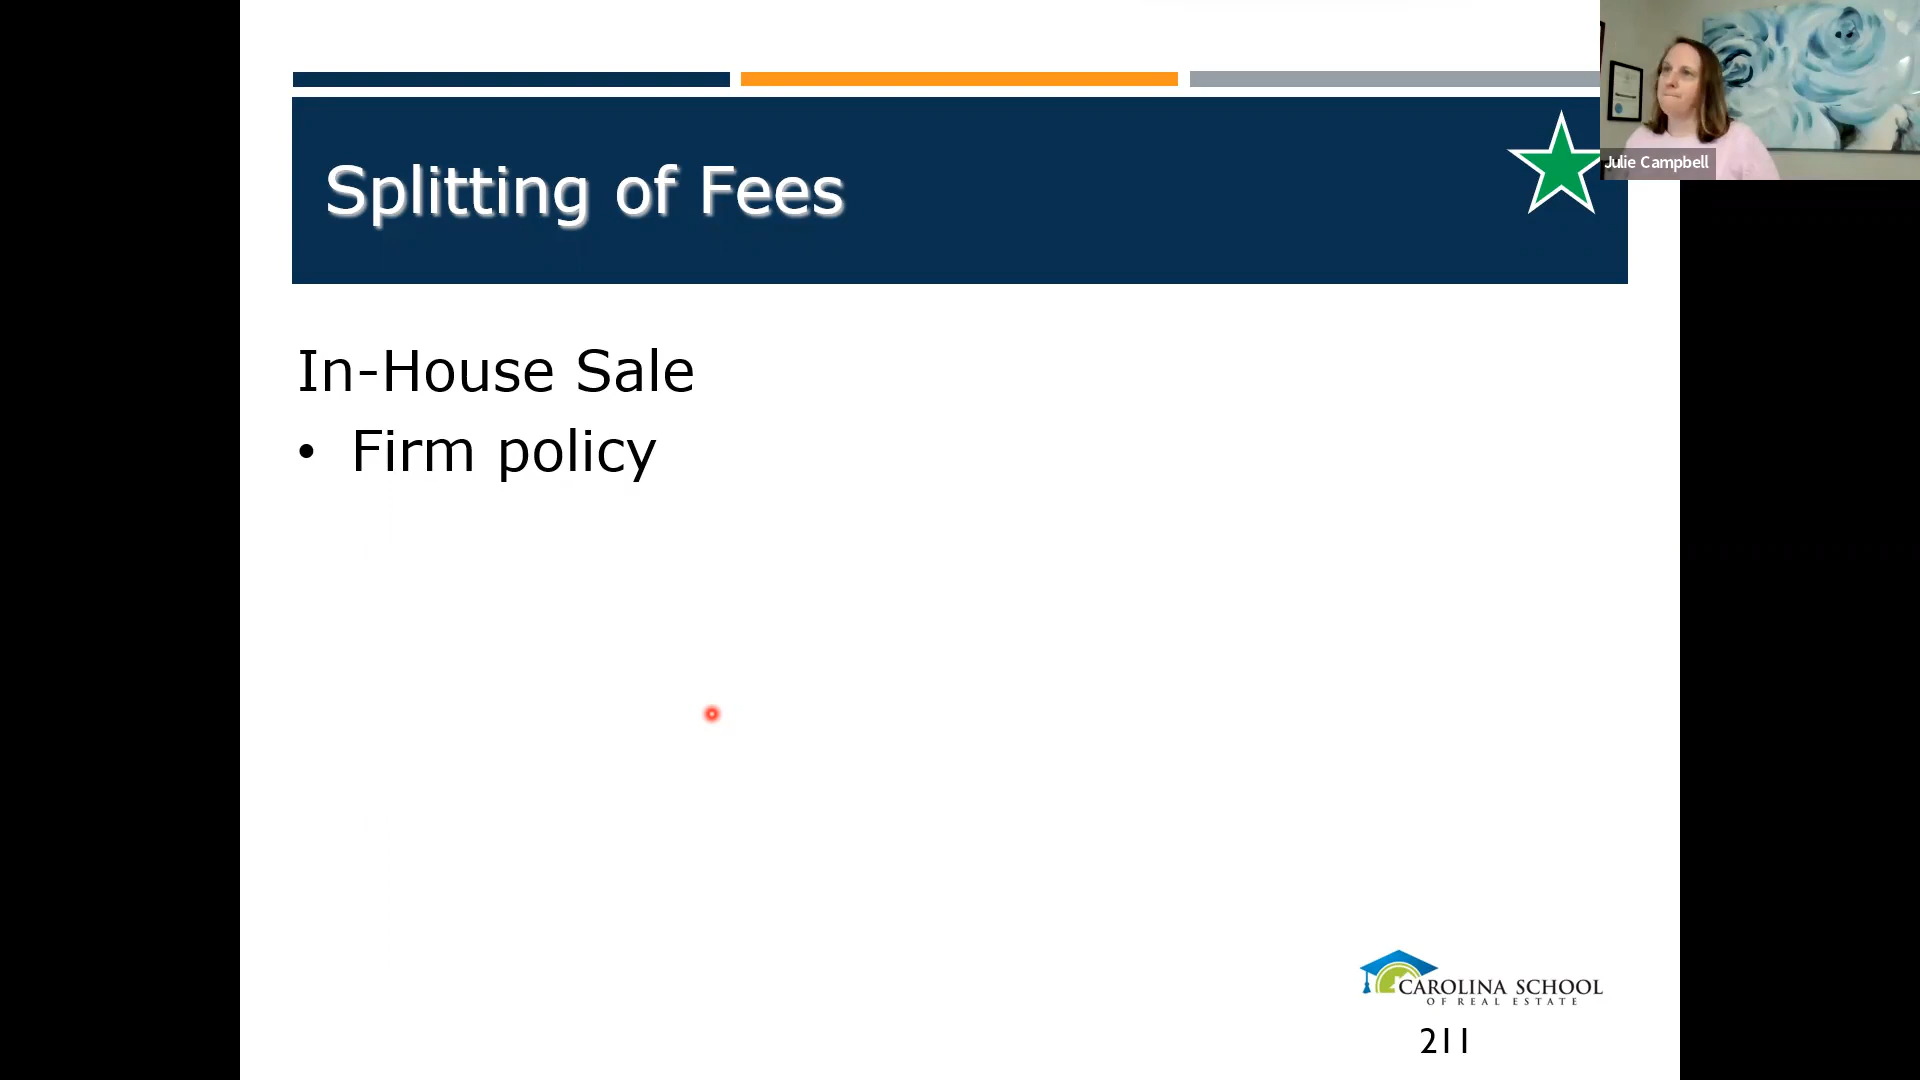 Splitting of Fees
Julie Campbell
In-House Sale
• Firm policy
CAROLINA SCHOOL
OF REAL ESTATE
211